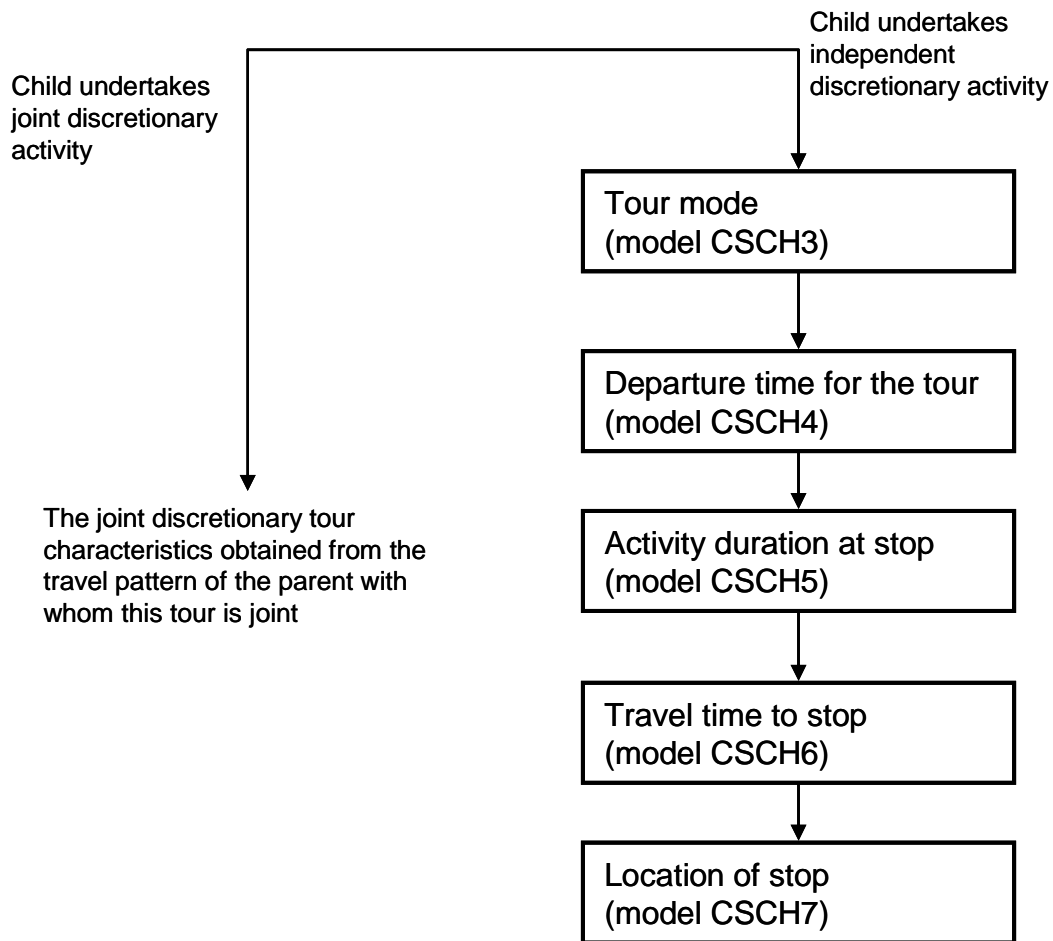 Child undertakes
independent
discretionary activity
Child undertakes
joint discretionary
activity
Tour mode
(model CSCH3)
Departure time for the tour
(model CSCH4)
The joint discretionary tour
characteristics obtained from the
travel pattern of the parent with
whom this tour is joint
Activity duration at stop
(model CSCH5)
Travel time to stop
(model CSCH6)
Location of stop
(model CSCH7)